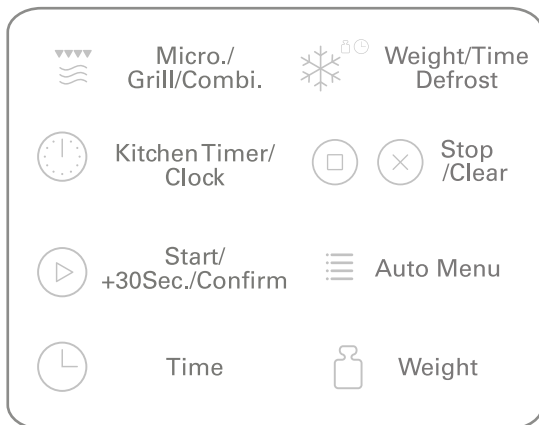 Micro./
Grill/Combi.
Weight/Time
Defrost
Kitchen Timer/
Clock
Stop
/Clear
Start/
+30Sec./Confirm
Auto Menu
Time
Weight